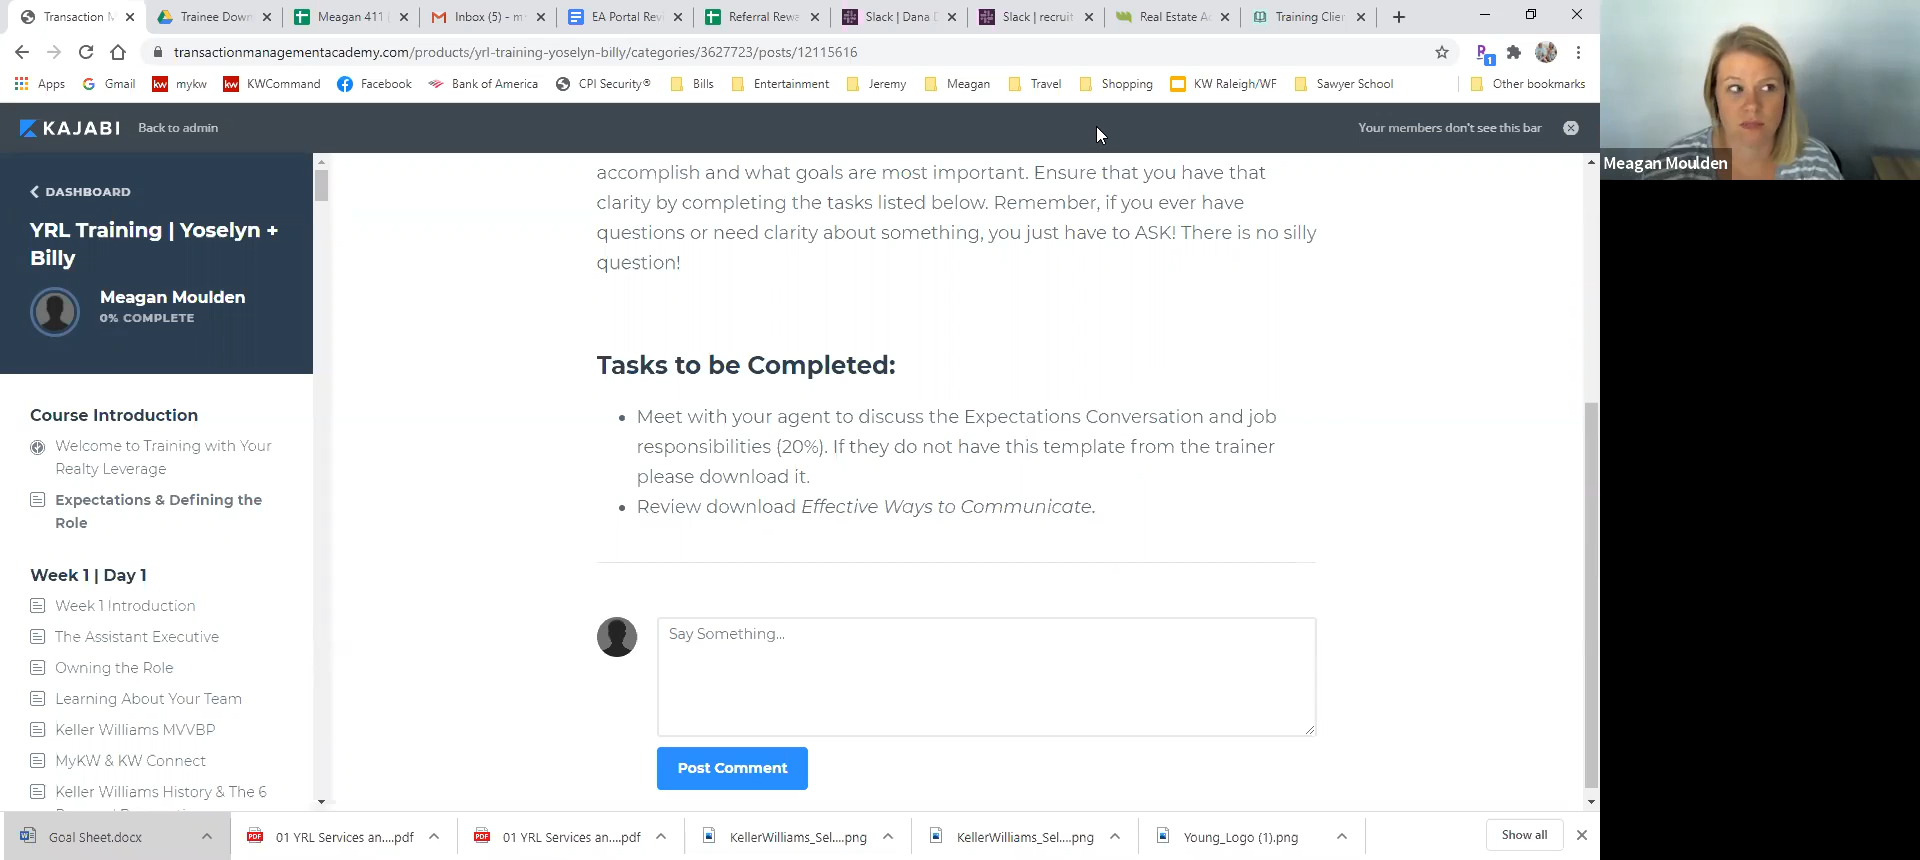 Transaction M
Trainee Down
Meagan 411
Inbox (5) - m
EA Portal Rev
Referral Rewa
Slack | Dana D
Slack | recruit
Real Estate A
Training Clien
transactionmanagementacademy.com/products/yrl-training-yoselyn-billy/categories/3627723/posts/12115616
1
Apps
Gmail
kw mykw
kw KWCommand
Facebook
Bank of America
CPI Security®
Bills
Entertainment
Jeremy
Meagan
Travel
Shopping
KW Raleigh/WF
Sawyer School
Other bookmarks
KAJABI
Back to admin
Your members don't see this bar
Meagan Moulden
DASHBOARD
YRL Training | Yoselyn +
Billy
Meagan Moulden
0% COMPLETE
Course Introduction
Welcome to Training with Your
Realty Leverage
Expectations & Defining the
Role
Week 1 | Day 1
Week 1 Introduction
The Assistant Executive
Owning the Role
Learning About Your Team
Keller Williams MVVBP
MyKW & KW Connect
Keller Williams History & The 6
accomplish and what goals are most important. Ensure that you have that
clarity by completing the tasks listed below. Remember, if you ever have
questions or need clarity about something, you just have to ASK! There is no silly
question!
Tasks to be Completed:
Meet with your agent to discuss the Expectations Conversation and job
responsibilities (20%). If they do not have this template from the trainer
please download it.
Review download Effective Ways to Communicate.
Say Something...
Post Comment
Goal Sheet.docx
01 YRL Services an....pdf
01 YRL Services an....pdf
KellerWilliams_Sel....png
KellerWilliams_Sel....png
Young_Logo (1).png
Show all